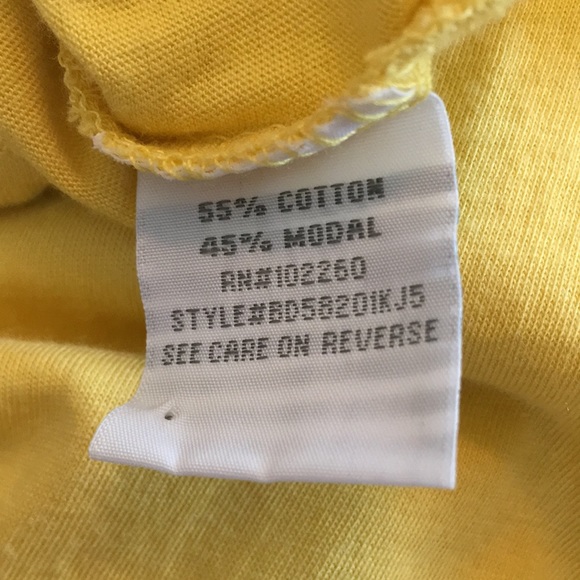 55% COTTON
45% MODAL
RN#102260
STYLE#BD58201KJ5
SEE CARE ON REVERSE